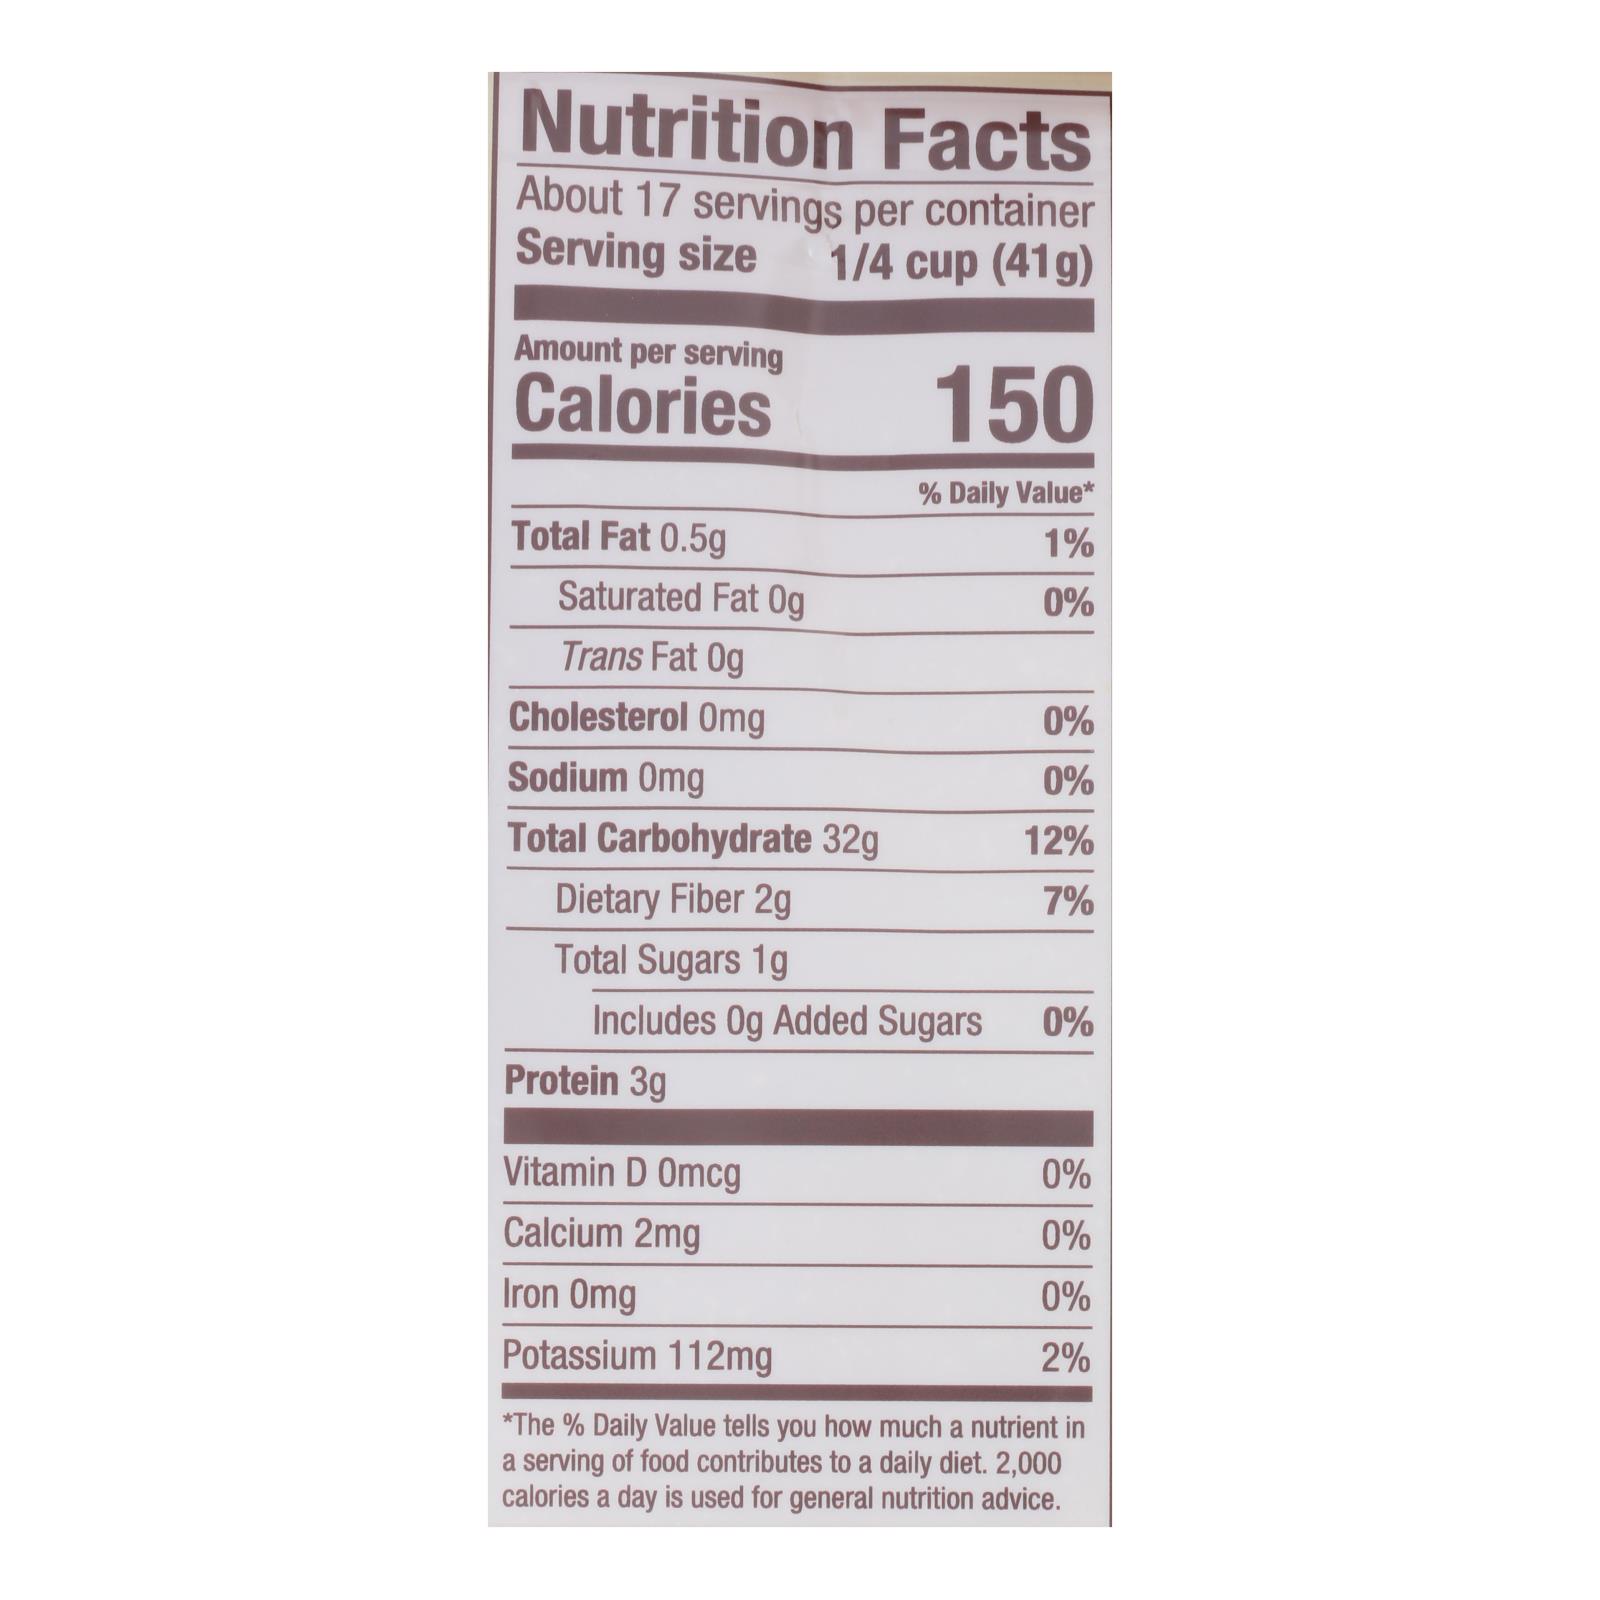 Nutrition Facts
About 17 servings per container
Serving size 1/4 cup (41g)
Amount per serving
Calories 150
% Daily Value*
Total Fat 0.5g 1%
Saturated Fat 0g 0%
Trans Fat 0g
Cholesterol 0mg 0%
Sodium 0mg 0%
Total Carbohydrate 32g 12%
Dietary Fiber 2g 7%
Total Sugars 1g
Includes 0g Added Sugars 0%
Protein 3g
Vitamin D 0mcg 0%
Calcium 2mg 0%
Iron 0mg 0%
Potassium 112mg 2%
*The % Daily Value tells you how much a nutrient in
a serving of food contributes to a daily diet. 2,000
calories a day is used for general nutrition advice.